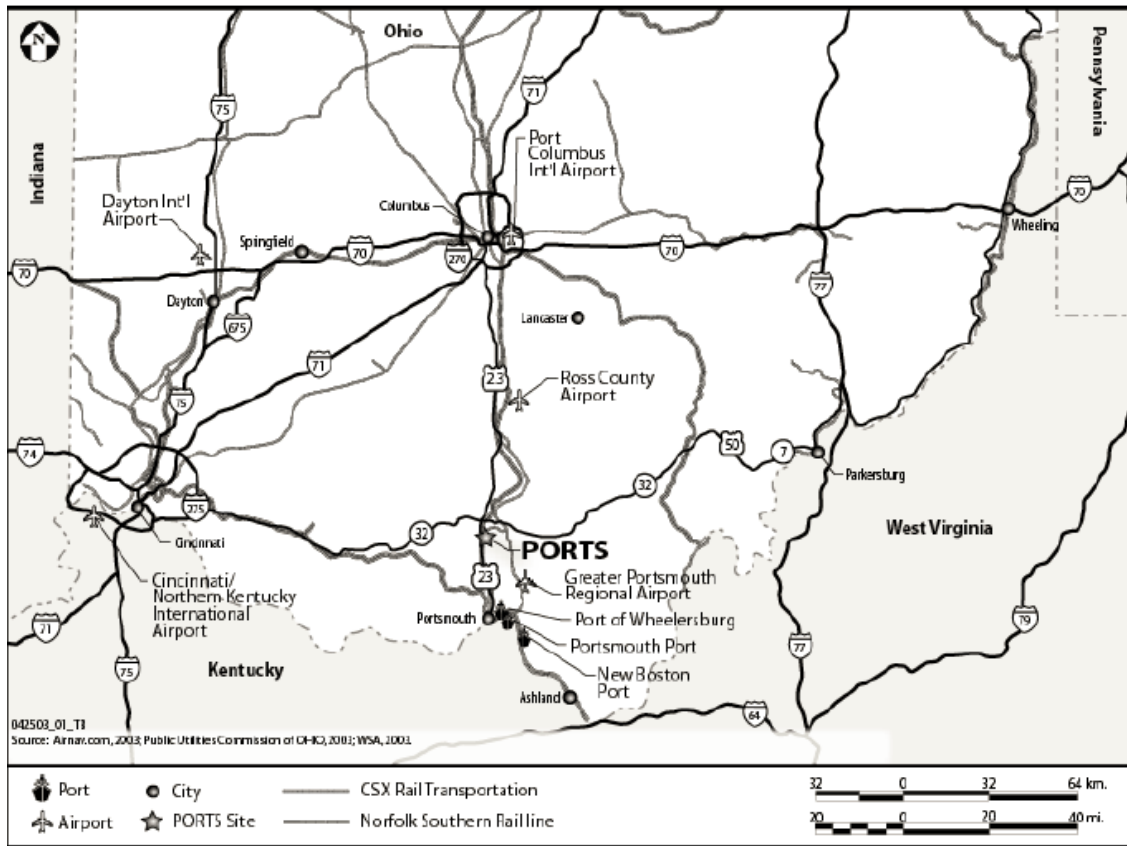 N
Ohio
Pennsylvania
Indiana
75
71
Port
Columbus
Int'l Airport
Dayton Int'l
Airport
Columbus
70
Wheeling
Springfield
70
270
70
70
77
Dayton
Lancaster
675
71
23
Ross County
Airport
75
50
7
74
Parkersburg
32
275
Cincinnati
32
PORTS
West Virginia
23
Greater Portsmouth
Regional Airport
Cincinnati/
Northern Kentucky
International
Airport
Portsmouth
Port of Wheelersburg
79
71
Portsmouth Port
77
75
Kentucky
New Boston
Port
Ashland
64
042503_01_TB
Source: Airnav.com, 2003; Public Utilities Commission of OHIO, 2003; WSA, 2003.
Port
City
CSX Rail Transportation
32 0 32 64 km.
Airport
PORTS Site
Norfolk Southern Rail line
20 0 20 40 mi.